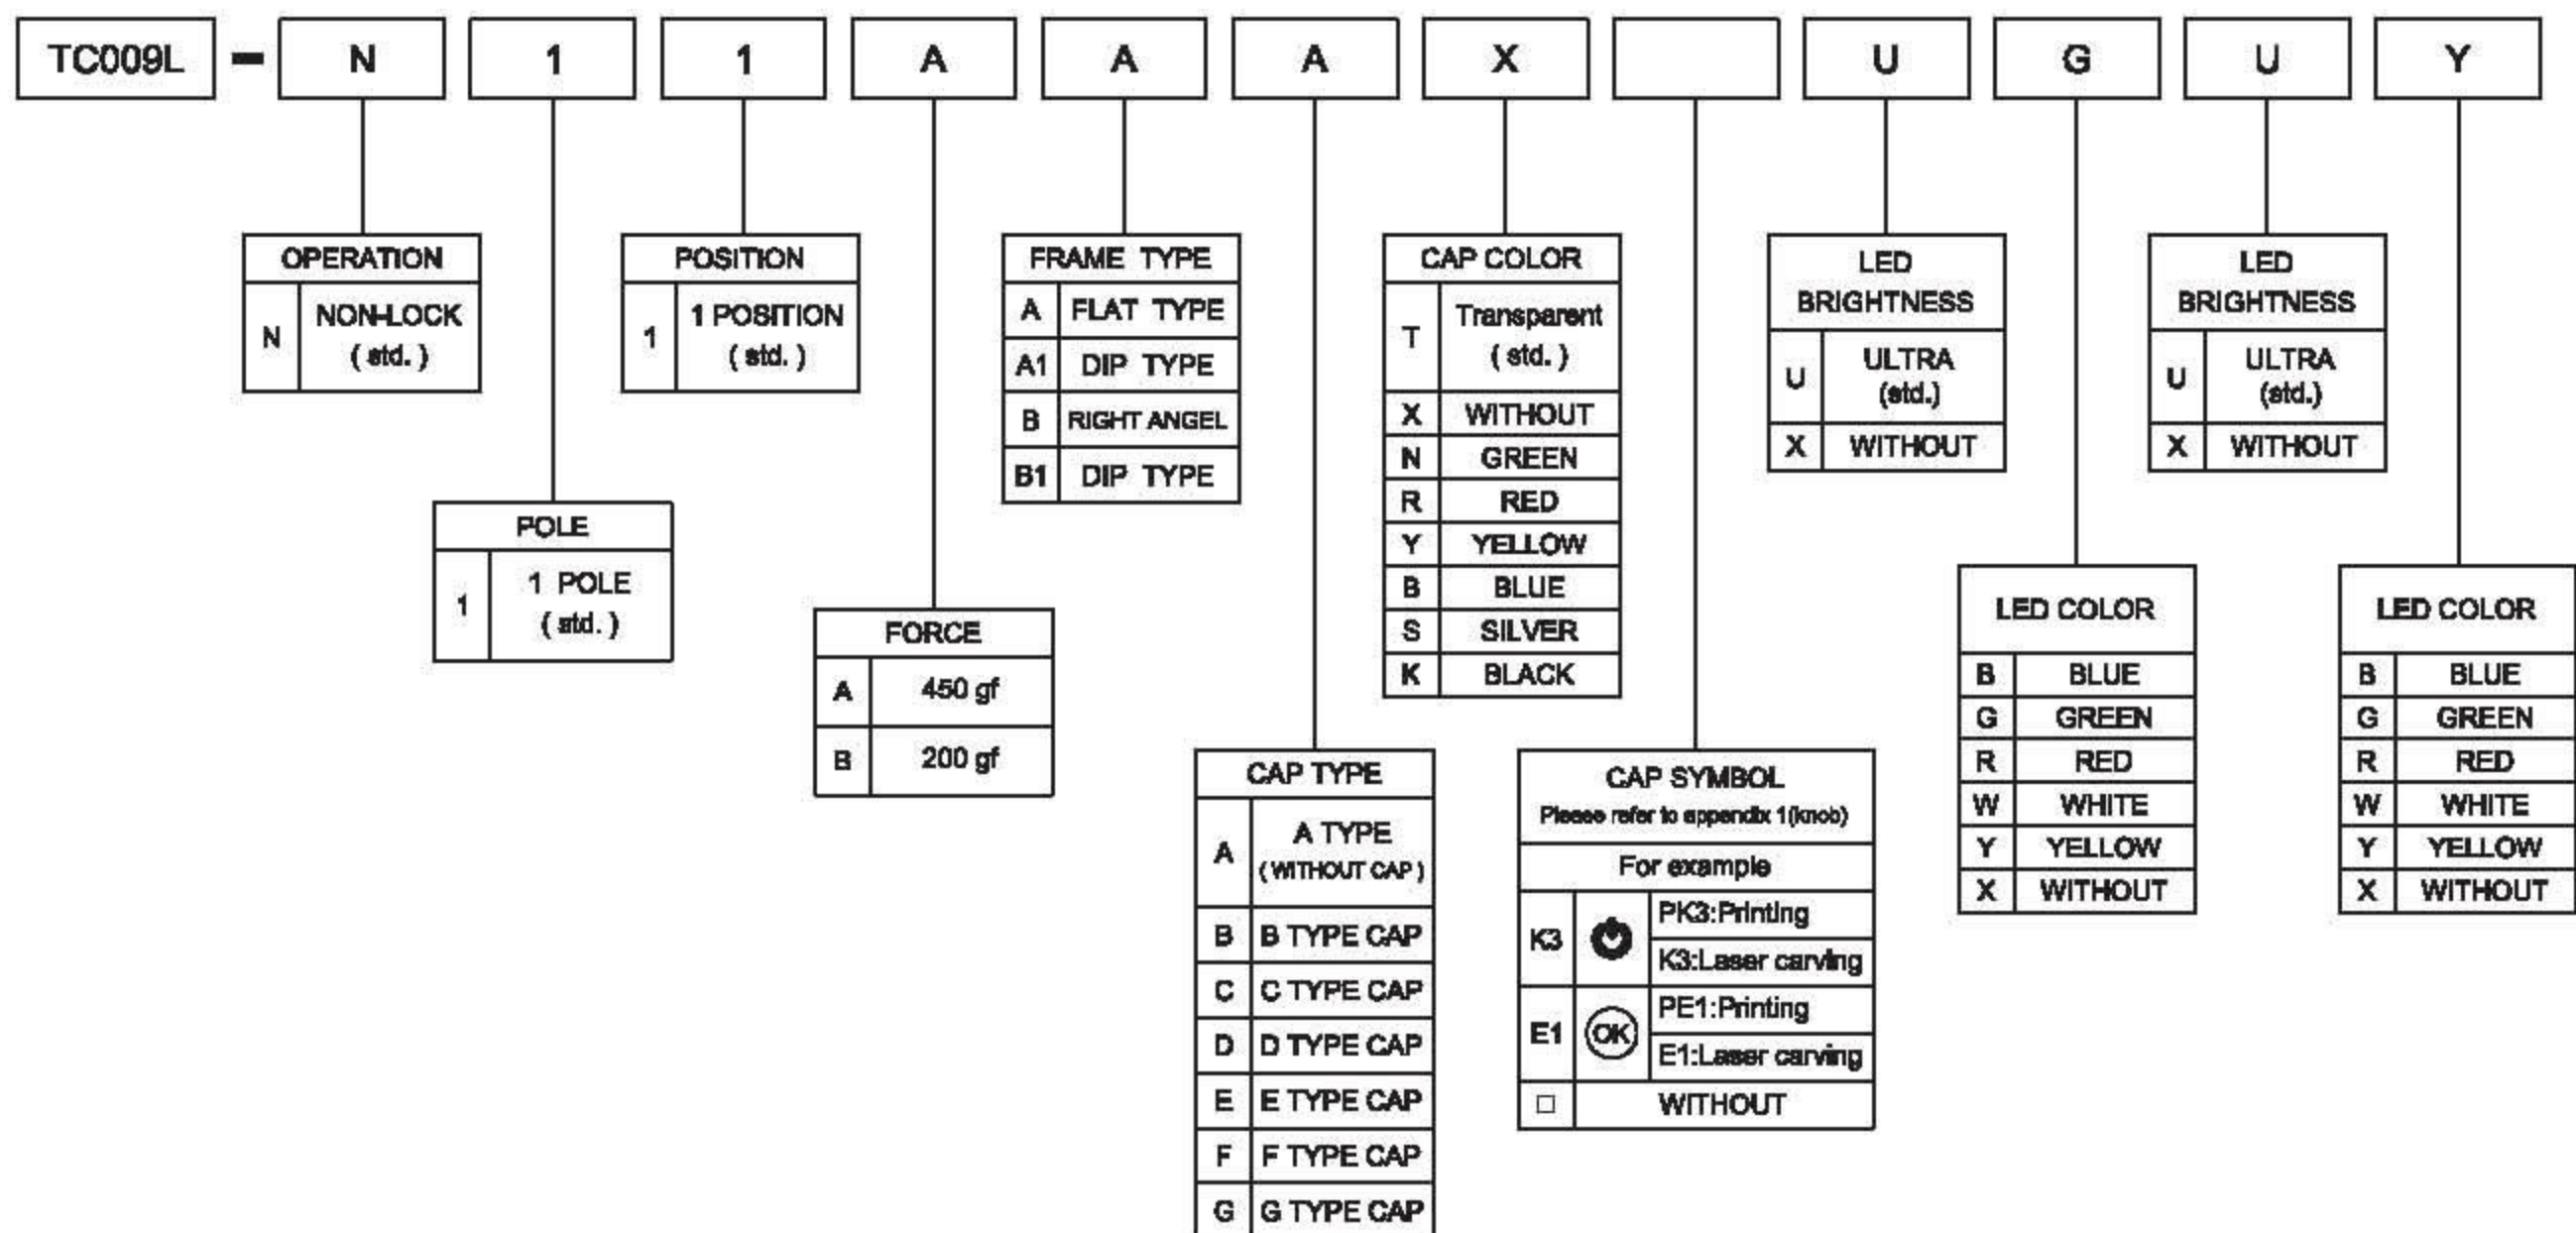 TC009L - N 1 1 A A A X U G U Y
OPERATION
N NON-LOCK
( std. )
POLE
1 1 POLE
( std. )
POSITION
1 1 POSITION
( std. )
FORCE
A 450 gf
B 200 gf
FRAME TYPE
A FLAT TYPE
A1 DIP TYPE
B RIGHT ANGEL
B1 DIP TYPE
CAP TYPE
A A TYPE
( WITHOUT CAP )
B B TYPE CAP
C C TYPE CAP
D D TYPE CAP
E E TYPE CAP
F F TYPE CAP
G G TYPE CAP
CAP COLOR
T Transparent
( std. )
X WITHOUT
N GREEN
R RED
Y YELLOW
B BLUE
S SILVER
K BLACK
CAP SYMBOL
Please refer to appendix 1(knob)
For example
K3 PK3:Printing
K3:Laser carving
E1 OK PE1:Printing
E1:Laser carving
□ WITHOUT
LED
BRIGHTNESS
U ULTRA
(std.)
X WITHOUT
LED COLOR
B BLUE
G GREEN
R RED
W WHITE
Y YELLOW
X WITHOUT
LED
BRIGHTNESS
U ULTRA
(std.)
X WITHOUT
LED COLOR
B BLUE
G GREEN
R RED
W WHITE
Y YELLOW
X WITHOUT